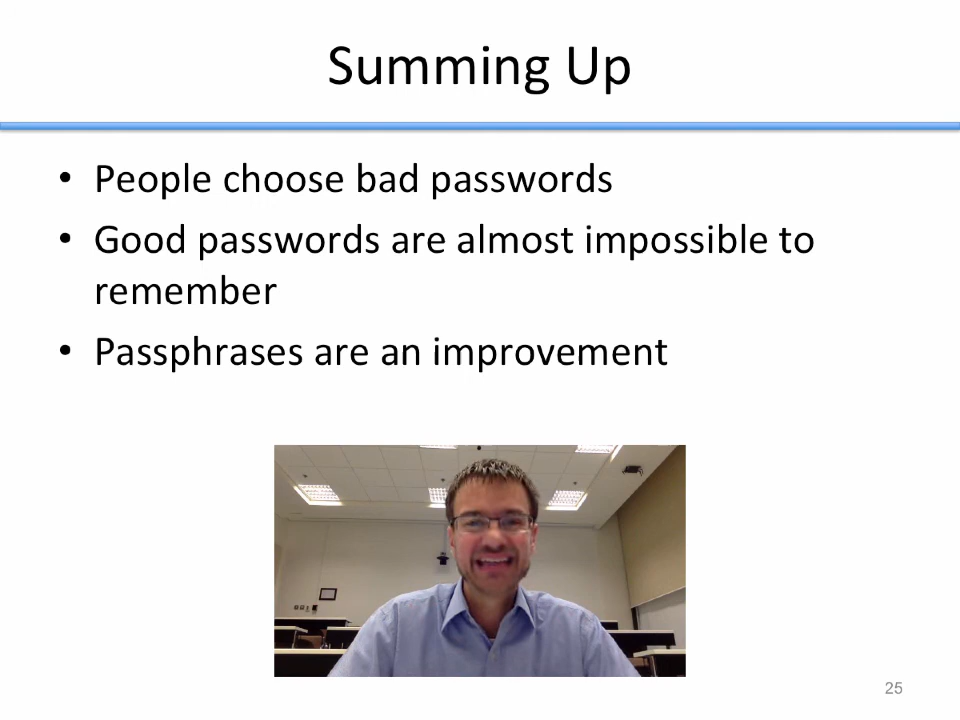 Summing Up
• People choose bad passwords
• Good passwords are almost impossible to
remember
• Passphrases are an improvement
25